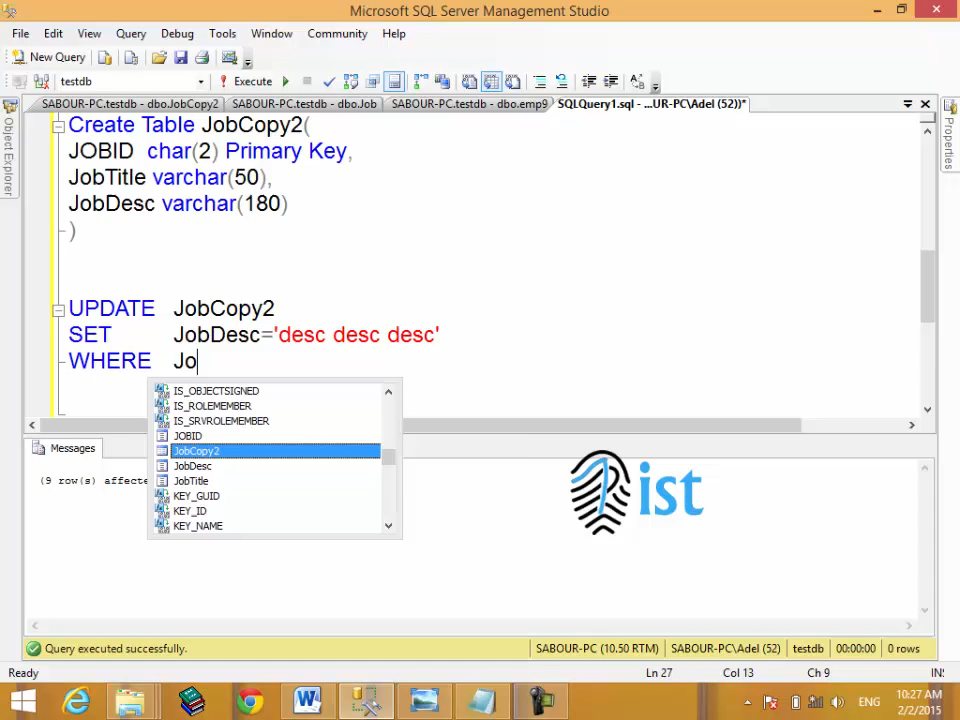 Microsoft SQL Server Management Studio
File Edit View Query Debug Tools Window Community Help
New Query
testdb Execute
SABOUR-PC.testdb - dbo.JobCopy2 SABOUR-PC.testdb - dbo.Job SABOUR-PC.testdb - dbo.emp9 SQLQuery1.sql - ...UR-PC\Adel (52))*
Object Explorer
Properties
Create Table JobCopy2(
JOBID char(2) Primary Key,
JobTitle varchar(50),
JobDesc varchar(180)
)
UPDATE JobCopy2
SET JobDesc='desc desc desc'
WHERE Jo
IS_OBJECTSIGNED
IS_ROLEMEMBER
IS_SRVROLEMEMBER
JOBID
JobCopy2
JobDesc
JobTitle
KEY_GUID
KEY_ID
KEY_NAME
Messages
(9 row(s) affecte
ist
Query executed successfully. SABOUR-PC (10.50 RTM) SABOUR-PC\Adel (52) testdb 00:00:00 0 rows
Ready Ln 27 Col 13 Ch 9 INS
ENG
10:27 AM
2/2/2015